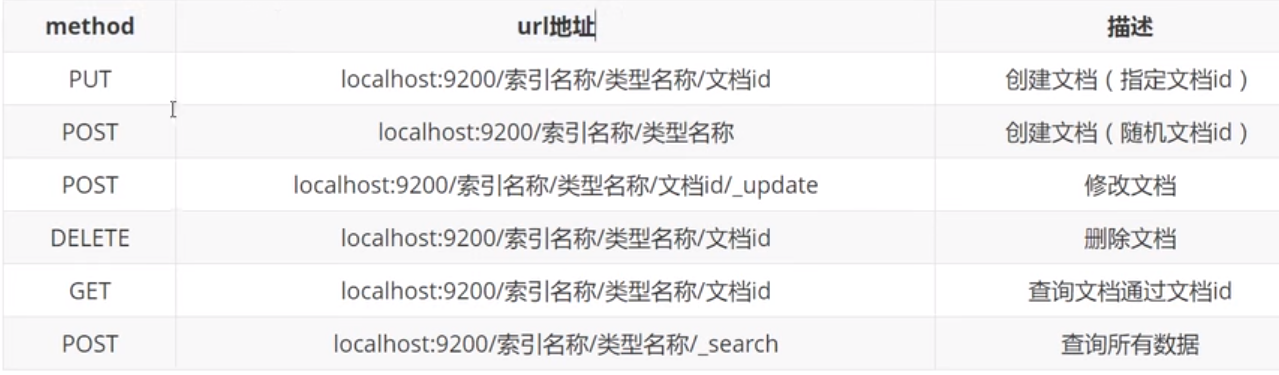 method url地址 描述
PUT localhost:9200/索引名称/类型名称/文档id 创建文档（指定文档id）
POST localhost:9200/索引名称/类型名称 创建文档（随机文档id）
POST localhost:9200/索引名称/类型名称/文档id/_update 修改文档
DELETE localhost:9200/索引名称/类型名称/文档id 删除文档
GET localhost:9200/索引名称/类型名称/文档id 查询文档通过文档id
POST localhost:9200/索引名称/类型名称/_search 查询所有数据